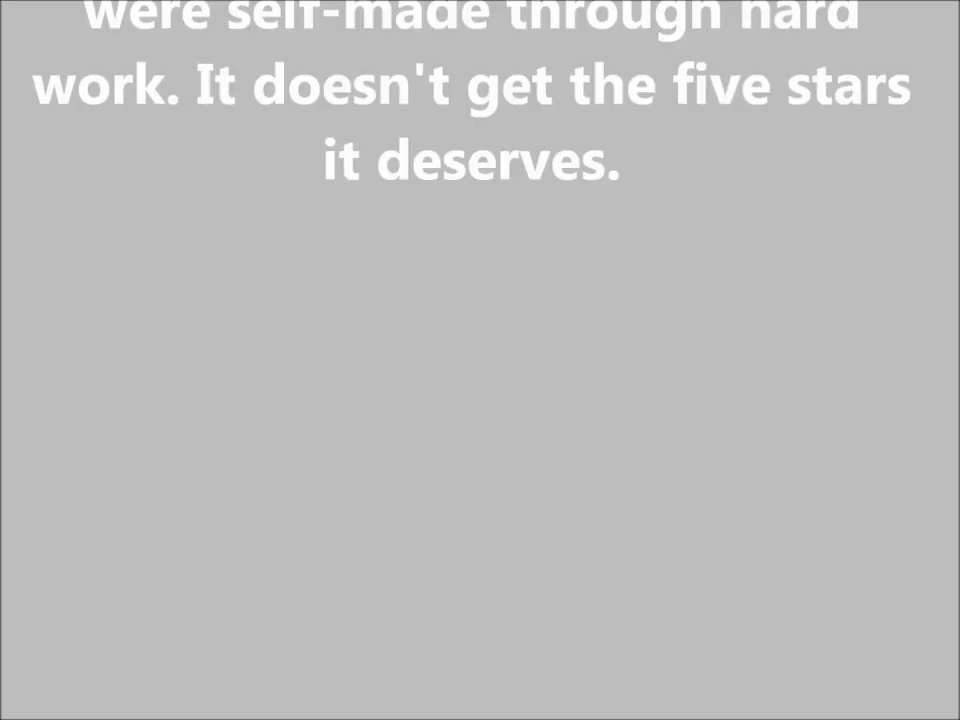 were self-made through hard
work. It doesn't get the five stars
it deserves.